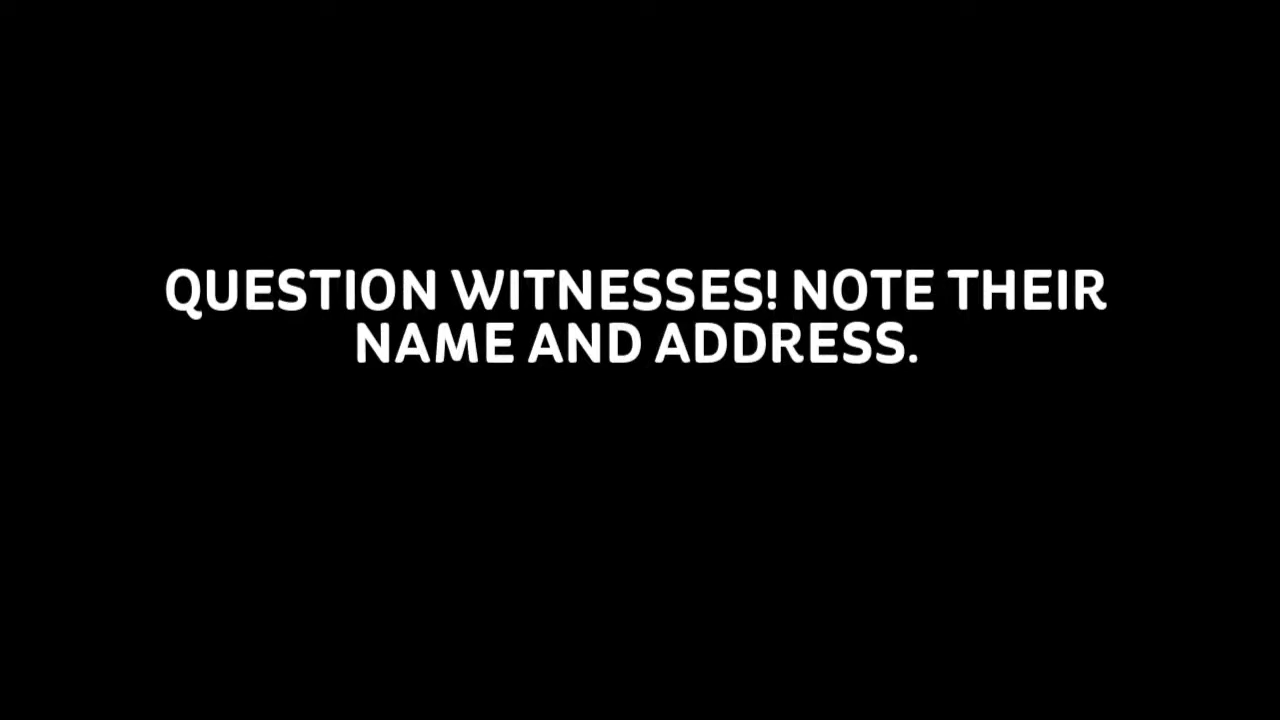 QUESTION WITNESSES! NOTE THEIR
NAME AND ADDRESS.